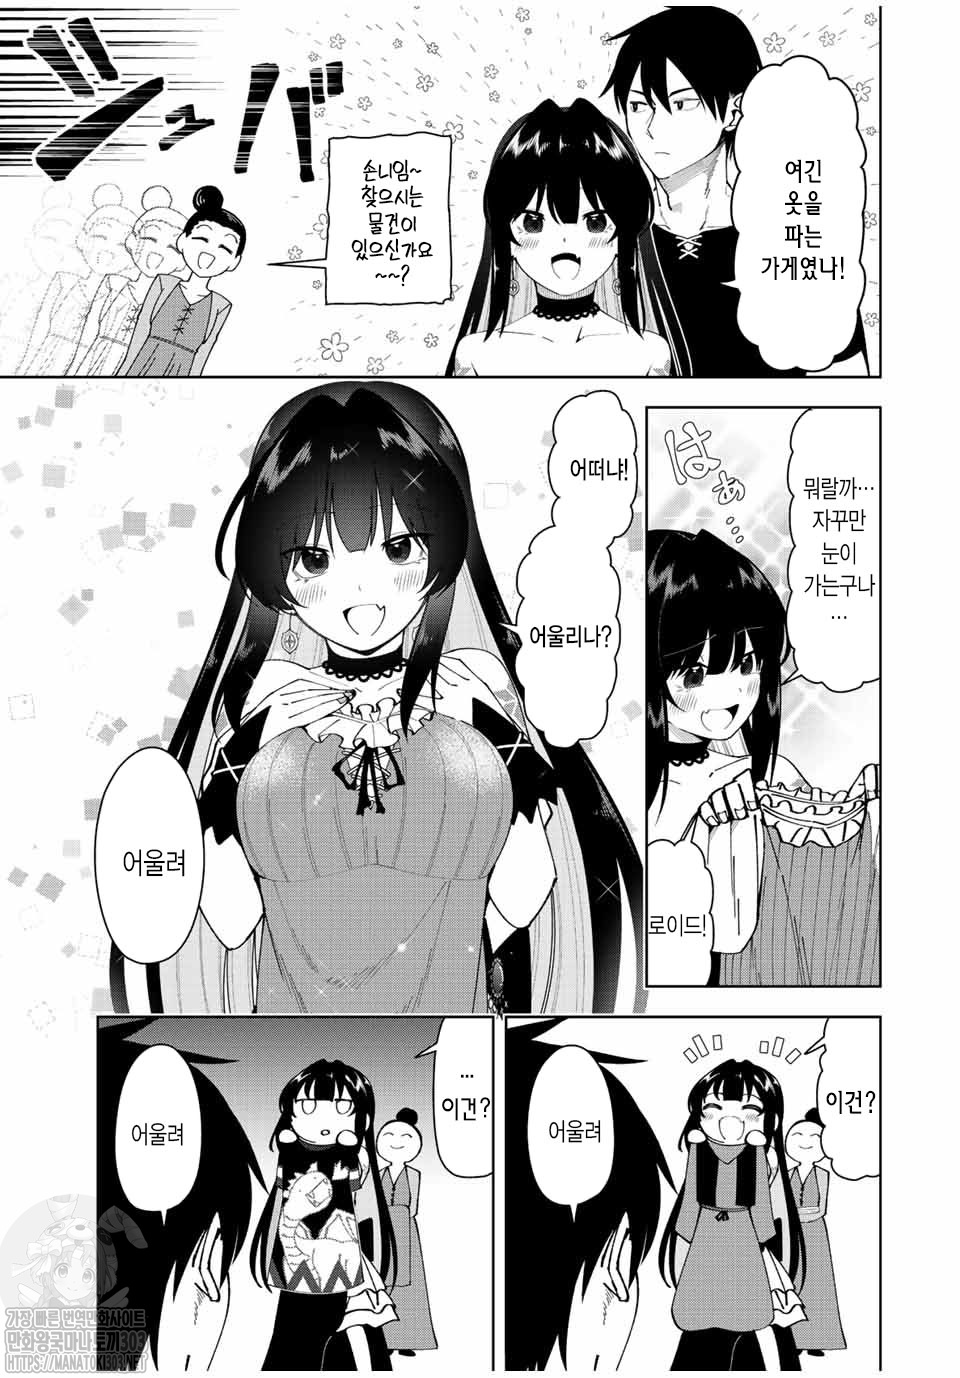 여긴
옷을
파는
가게였나!
손니임~
찾으시는
물건이
있으신가요
~~?
ジュバ
뭐랄까…
자꾸만
눈이
가는구나
…
はぁ…
로이드!
어떠냐!
어울리나?
어울려
이건?
어울려
…
이건?
어울려
가장 빠른 번역만화사이트
만화왕국마나토끼303
HTTPS://MANATOKI303.NET